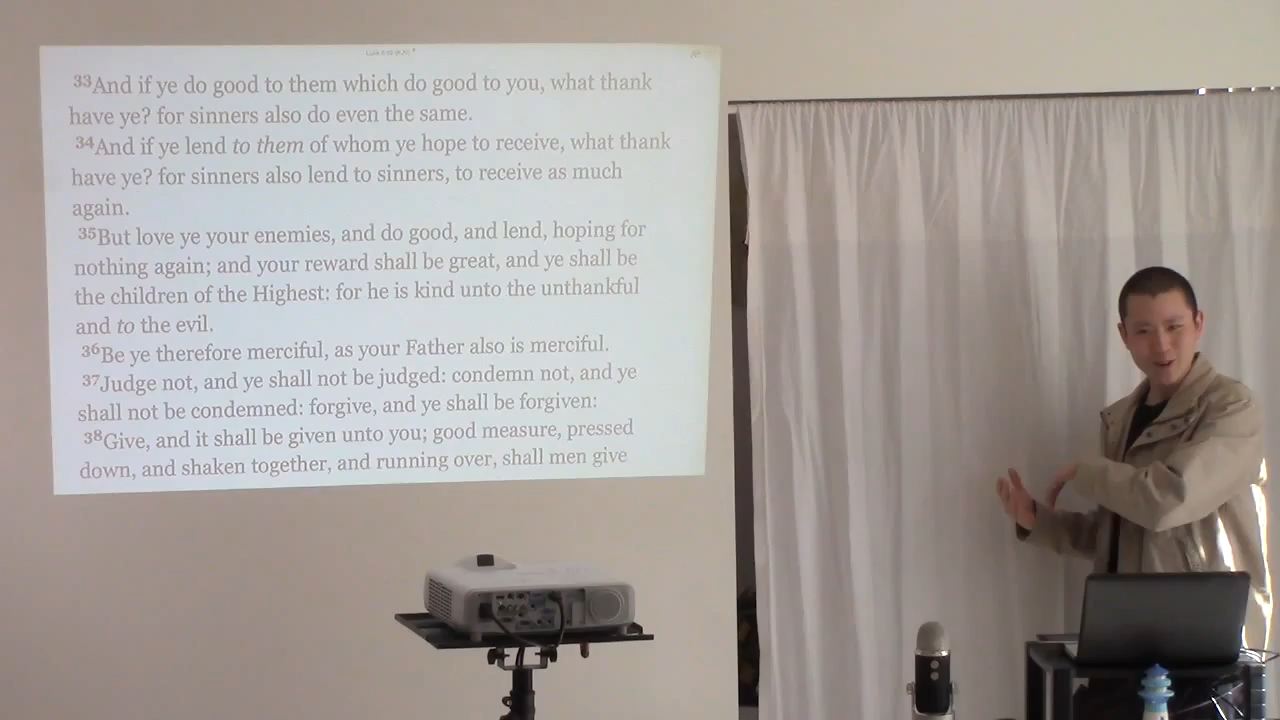 33And if ye do good to them which do good to you, what thank
have ye? for sinners also do even the same.
34And if ye lend to them of whom ye hope to receive, what thank
have ye? for sinners also lend to sinners, to receive as much
again.
35But love ye your enemies, and do good, and lend, hoping for
nothing again; and your reward shall be great, and ye shall be
the children of the Highest: for he is kind unto the unthankful
and to the evil.
36Be ye therefore merciful, as your Father also is merciful.
37Judge not, and ye shall not be judged: condemn not, and ye
shall not be condemned: forgive, and ye shall be forgiven:
38Give, and it shall be given unto you; good measure, pressed
down, and shaken together, and running over, shall men give